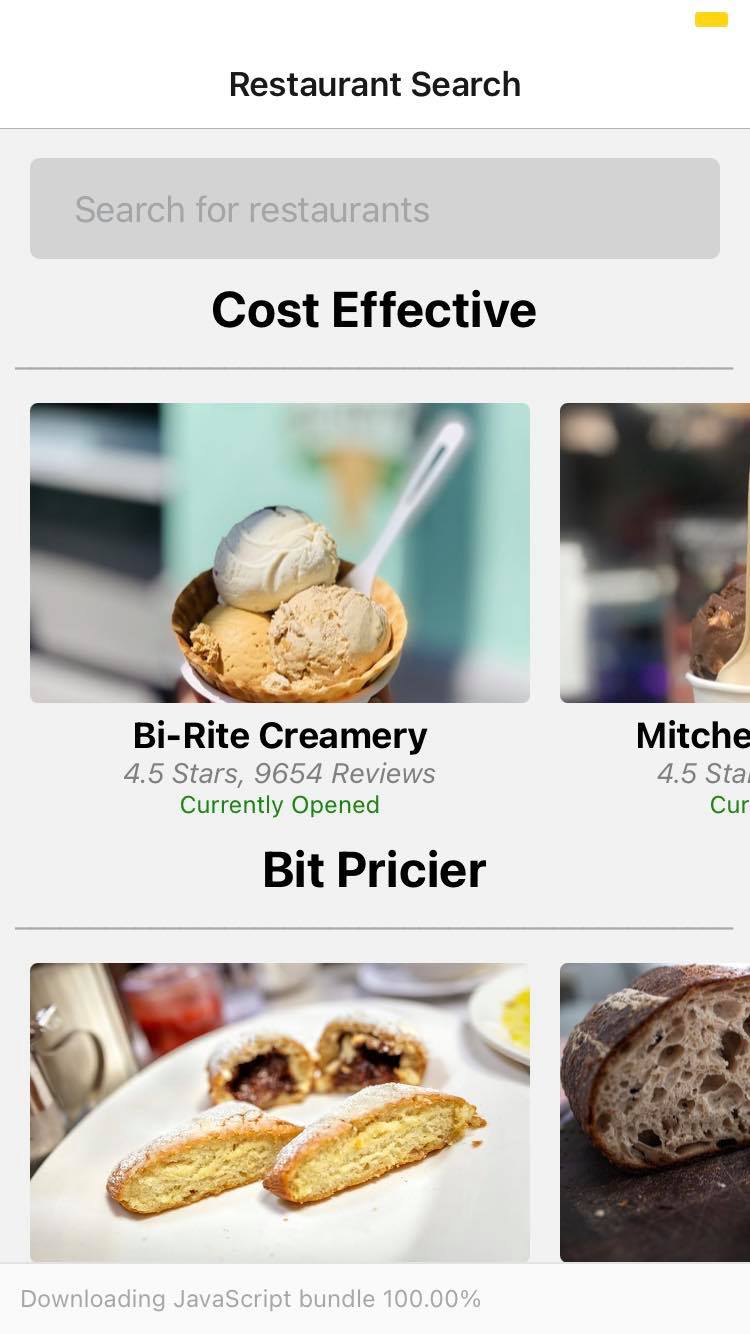 Restaurant Search
Search for restaurants
Cost Effective
Bi-Rite Creamery
4.5 Stars, 9654 Reviews
Currently Opened
Mitche
4.5 Sta
Cur
Bit Pricier
Downloading JavaScript bundle 100.00%